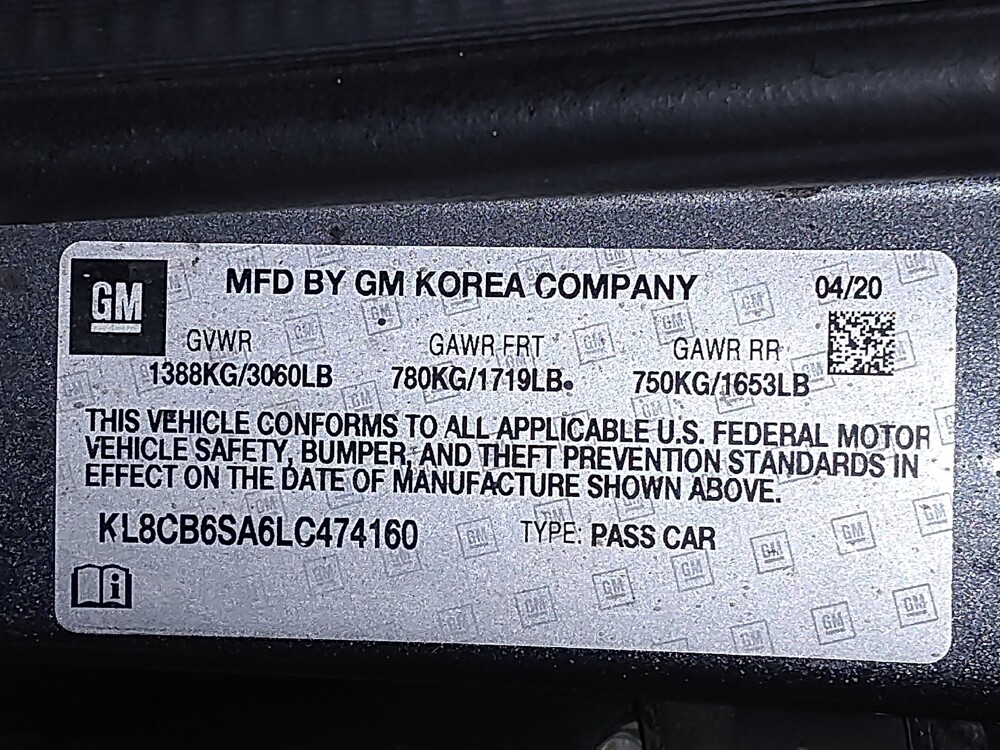 GM
MFD BY GM KOREA COMPANY
04/20
GVWR GAWR FRT GAWR RR
1388KG/3060LB 780KG/1719LB 750KG/1653LB
THIS VEHICLE CONFORMS TO ALL APPLICABLE U.S. FEDERAL MOTOR
VEHICLE SAFETY, BUMPER, AND THEFT PREVENTION STANDARDS IN
EFFECT ON THE DATE OF MANUFACTURE SHOWN ABOVE.
KL8CB6SA6LC474160 TYPE: PASS CAR